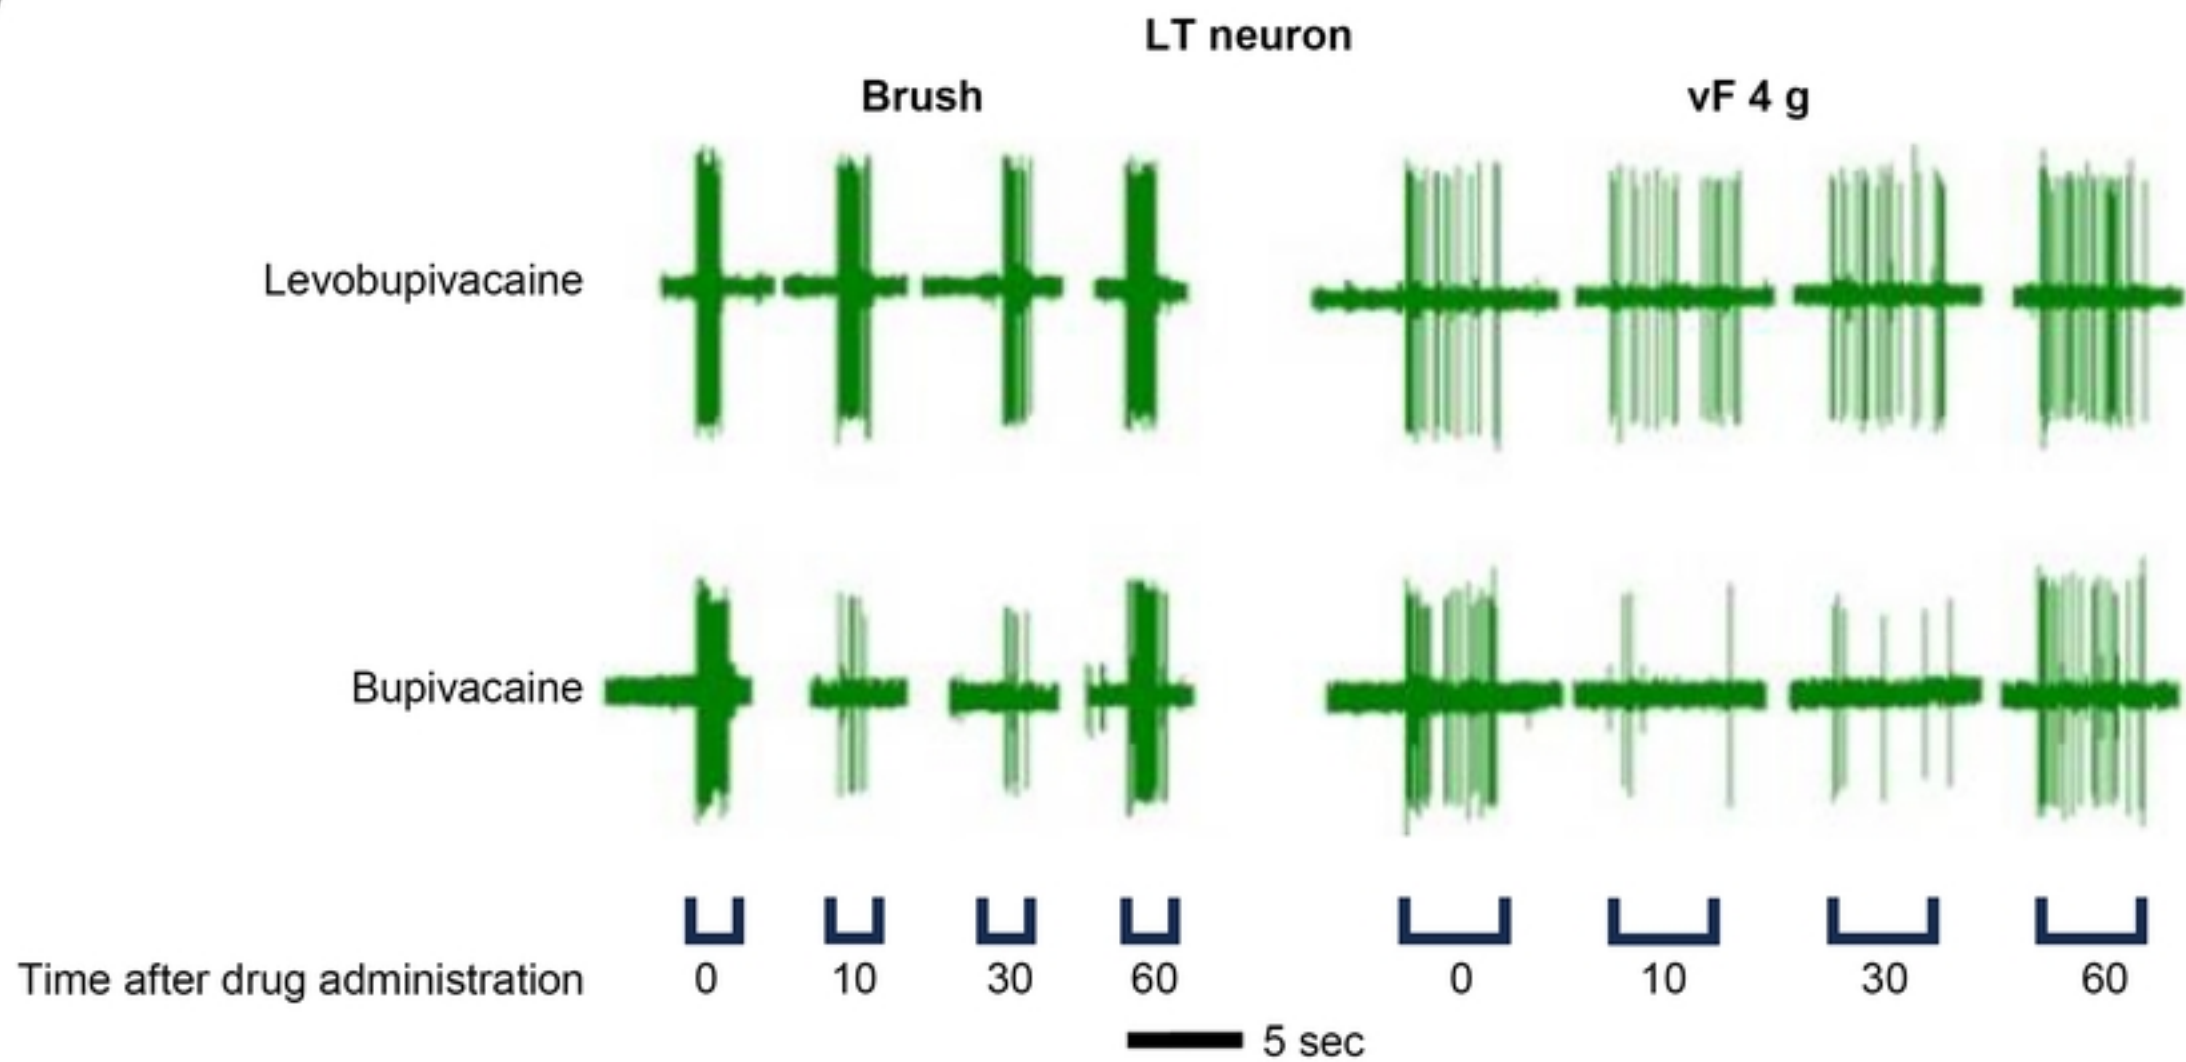 LT neuron
Brush vF 4 g
Levobupivacaine
Bupivacaine
Time after drug administration 0 10 30 60 0 10 30 60
5 sec